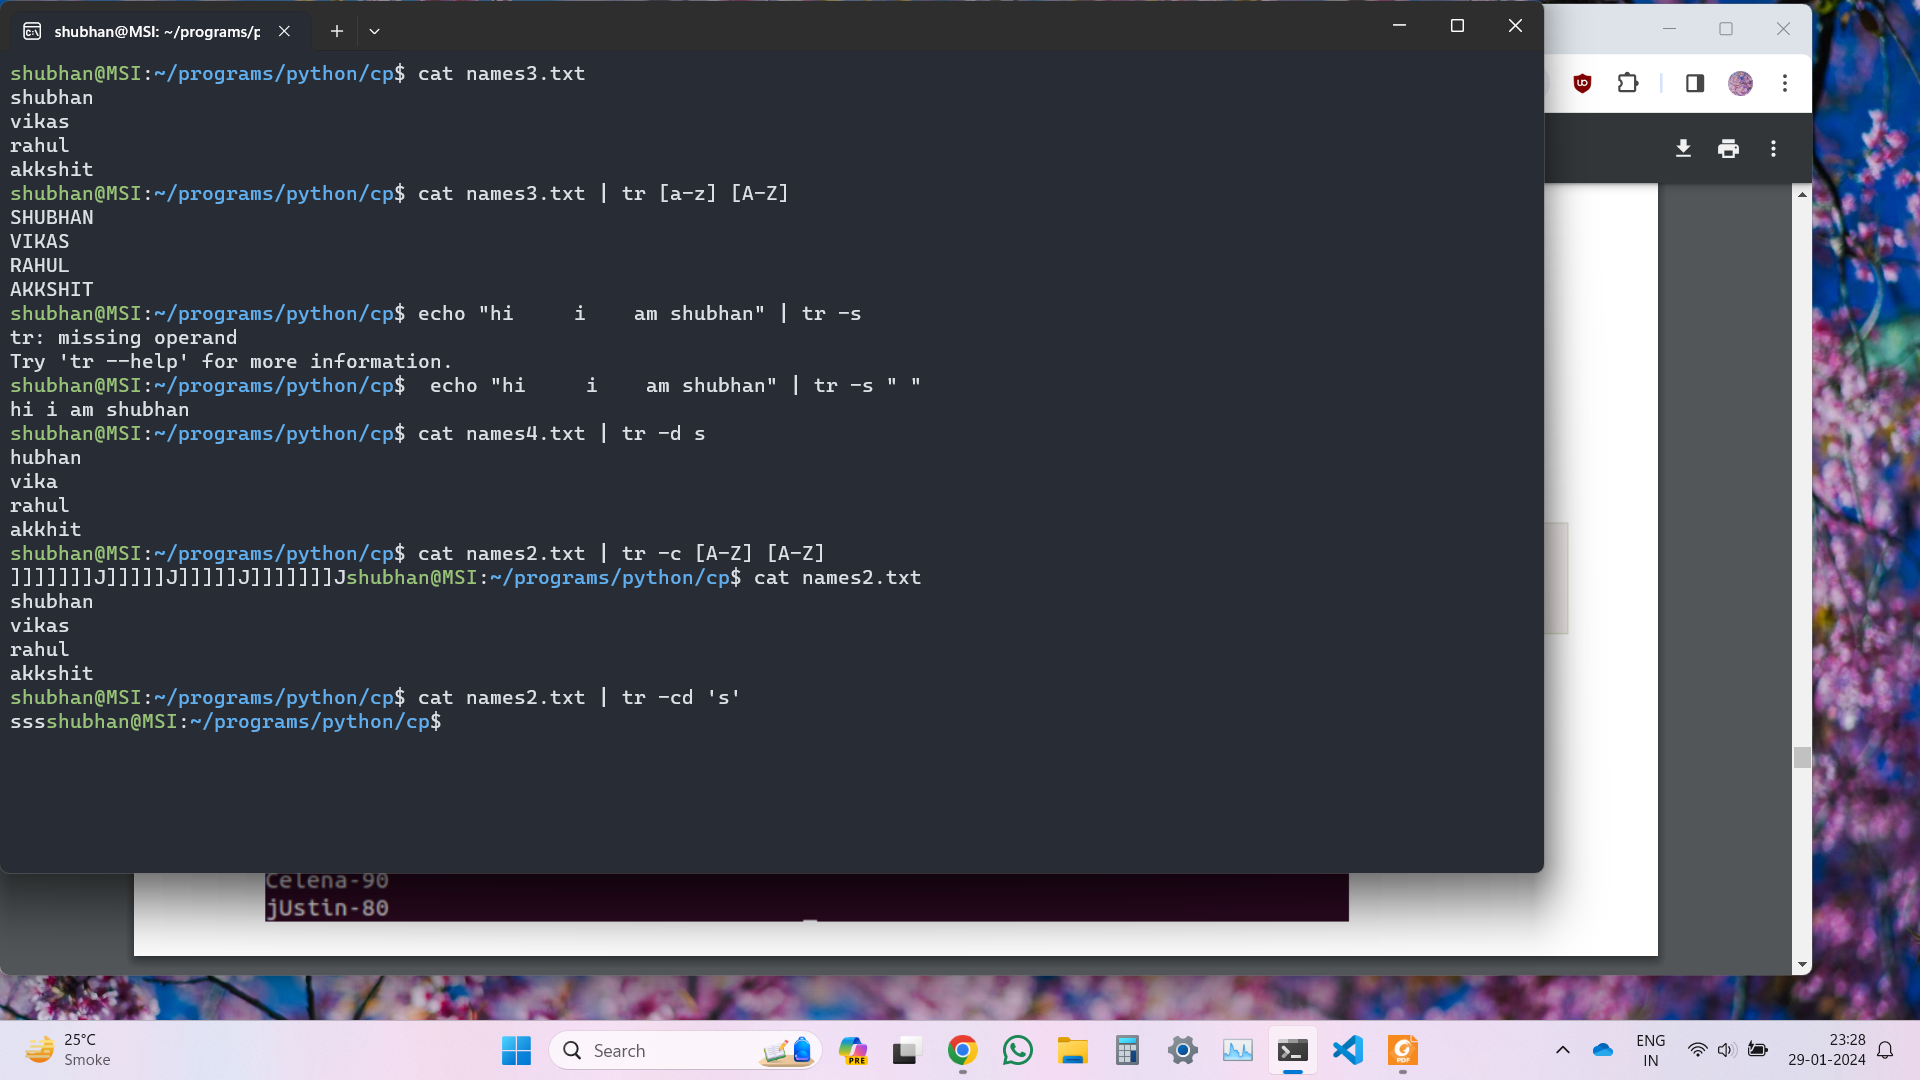 shubhan@MSI: ~/programs/p
shubhan@MSI:~/programs/python/cp$ cat names3.txt
shubhan
vikas
rahul
akkshit
shubhan@MSI:~/programs/python/cp$ cat names3.txt | tr [a-z] [A-Z]
SHUBHAN
VIKAS
RAHUL
AKKSHIT
shubhan@MSI:~/programs/python/cp$ echo "hi     i    am shubhan" | tr -s
tr: missing operand
Try 'tr --help' for more information.
shubhan@MSI:~/programs/python/cp$  echo "hi     i    am shubhan" | tr -s " "
hi i am shubhan
shubhan@MSI:~/programs/python/cp$ cat names4.txt | tr -d s
hubhan
vika
rahul
akkhit
shubhan@MSI:~/programs/python/cp$ cat names2.txt | tr -c [A-Z] [A-Z]
]]]]]]]J]]]]]J]]]]]J]]]]]]]Jshubhan@MSI:~/programs/python/cp$ cat names2.txt
shubhan
vikas
rahul
akkshit
shubhan@MSI:~/programs/python/cp$ cat names2.txt | tr -cd 's'
sssshubhan@MSI:~/programs/python/cp$
Celena-90
jUstin-80
25°C
Smoke
Search
PRE
PDF
ENG
IN
23:28
29-01-2024